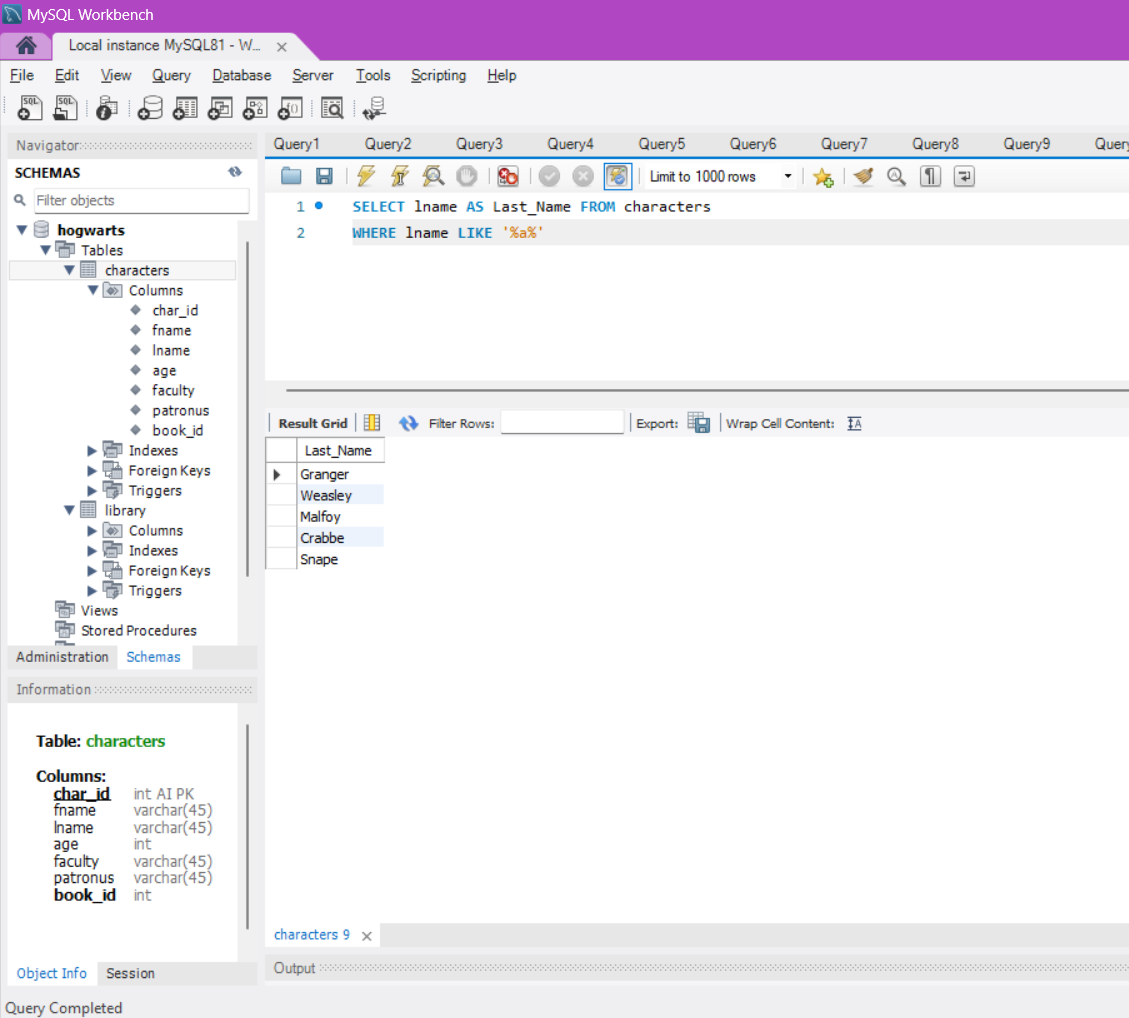 MySQL Workbench
Local instance MySQL81 - W...
File Edit View Query Database Server Tools Scripting Help
Navigator
SCHEMAS
Filter objects
hogwarts
Tables
characters
Columns
char_id
fname
lname
age
faculty
patronus
book_id
Indexes
Foreign Keys
Triggers
library
Columns
Indexes
Foreign Keys
Triggers
Views
Stored Procedures
Administration Schemas
Information
Table: characters
Columns:
char_id int AI PK
fname varchar(45)
lname varchar(45)
age int
faculty varchar(45)
patronus varchar(45)
book_id int
Object Info Session
Query1 Query2 Query3 Query4 Query5 Query6 Query7 Query8 Query9 Query
Limit to 1000 rows
1 SELECT lname AS Last_Name FROM characters
2 WHERE lname LIKE '%a%'
Result Grid Filter Rows: Export: Wrap Cell Content:
Last_Name
Granger
Weasley
Malfoy
Crabbe
Snape
characters 9
Output
Query Completed